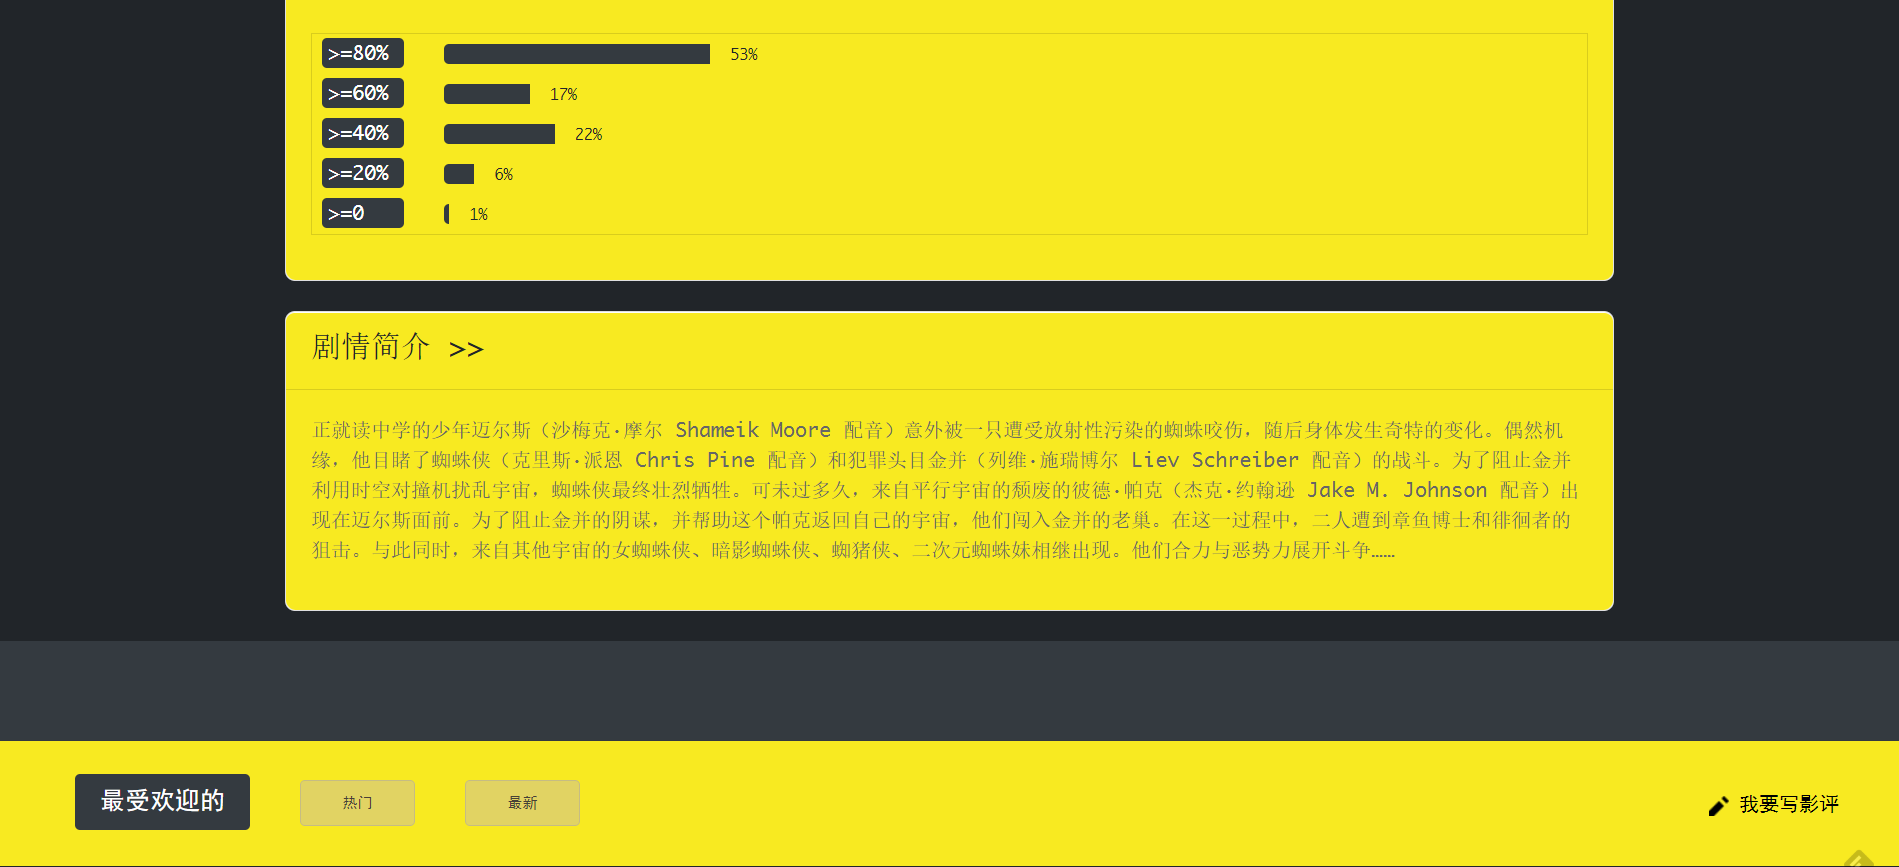 >=80% 53%
>=60% 17%
>=40% 22%
>=20% 6%
>=0 1%
剧情简介 >>
正就读中学的少年迈尔斯（沙梅克·摩尔 Shameik Moore 配音）意外被一只遭受放射性污染的蜘蛛咬伤，随后身体发生奇特的变化。偶然机
缘，他目睹了蜘蛛侠（克里斯·派恩 Chris Pine 配音）和犯罪头目金并（列维·施瑞博尔 Liev Schreiber 配音）的战斗。为了阻止金并
利用时空对撞机扰乱宇宙，蜘蛛侠最终壮烈牺牲。可未过多久，来自平行宇宙的颓废的彼德·帕克（杰克·约翰逊 Jake M. Johnson 配音）出
现在迈尔斯面前。为了阻止金并的阴谋，并帮助这个帕克返回自己的宇宙，他们闯入金并的老巢。在这一过程中，二人遭到章鱼博士和徘徊者的
狙击。与此同时，来自其他宇宙的女蜘蛛侠、暗影蜘蛛侠、蜘猪侠、二次元蜘蛛妹相继出现。他们合力与恶势力展开斗争……
最受欢迎的 热门 最新 我要写影评